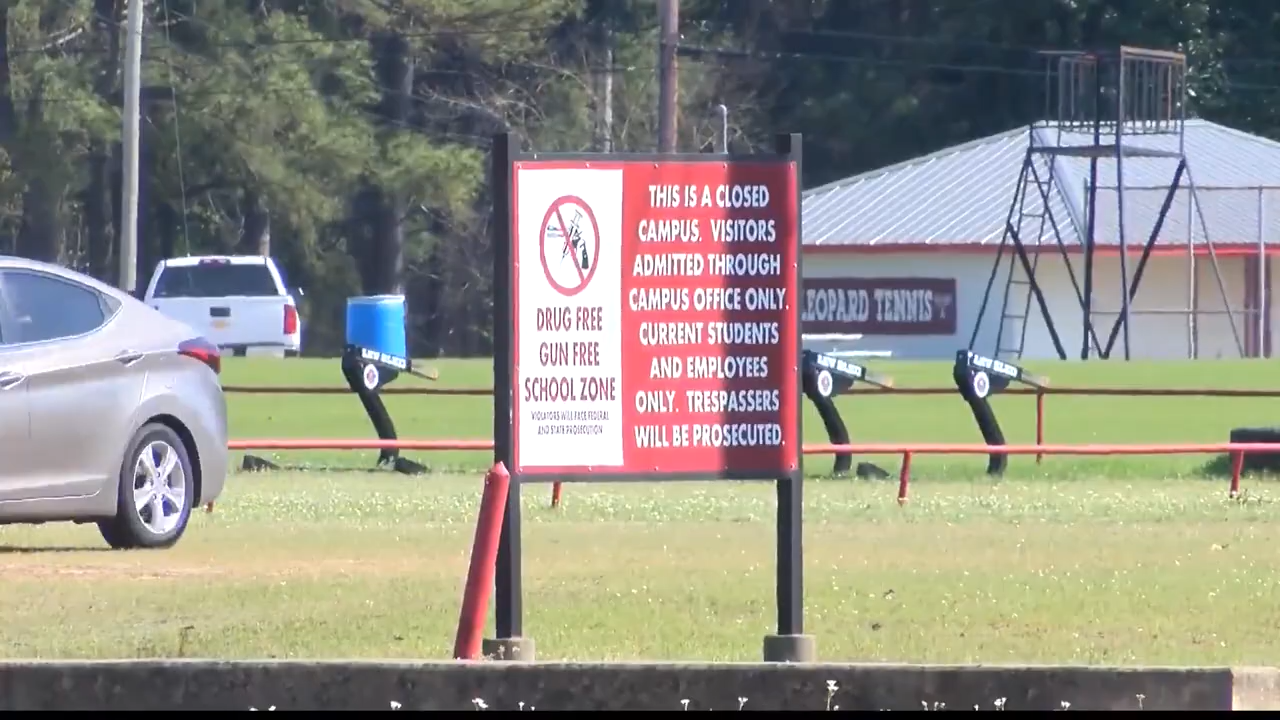 DRUG FREE
GUN FREE
SCHOOL ZONE
VIOLATORS WILL FACE FEDERAL
AND STATE PROSECUTION
THIS IS A CLOSED
CAMPUS. VISITORS
ADMITTED THROUGH
CAMPUS OFFICE ONLY.
CURRENT STUDENTS
AND EMPLOYEES
ONLY. TRESPASSERS
WILL BE PROSECUTED.
LEOPARD TENNIS